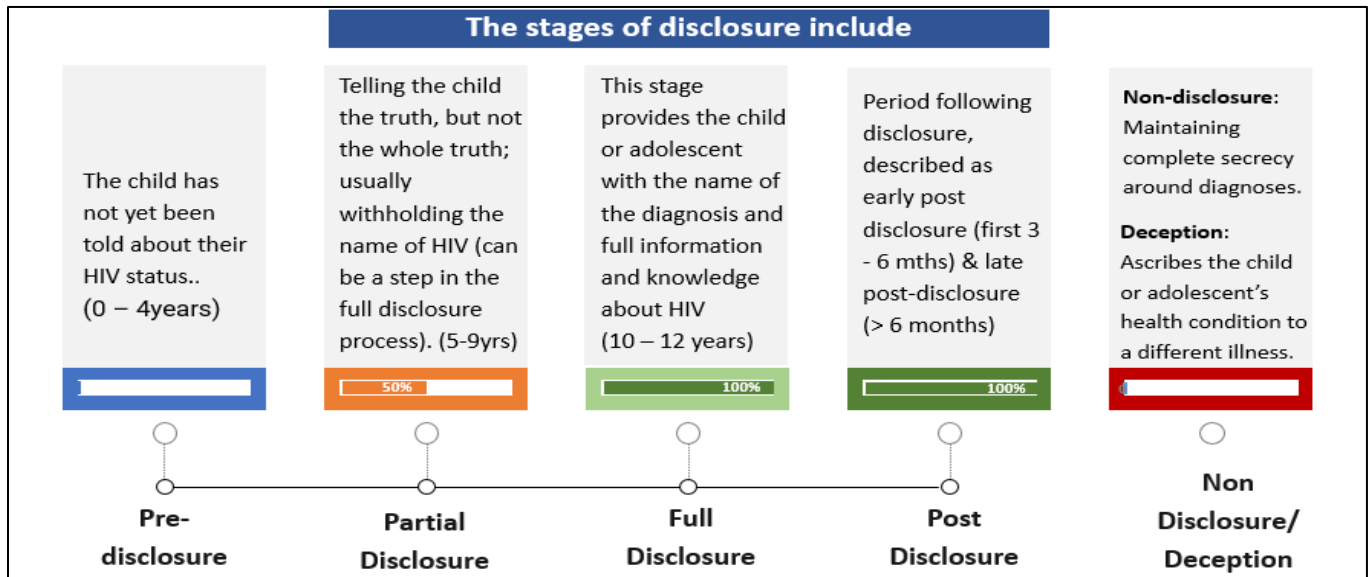 The stages of disclosure include
The child has
not yet been
told about their
HIV status..
(0 – 4years)
Telling the child
the truth, but not
the whole truth;
usually
withholding the
name of HIV (can
be a step in the
full disclosure
process). (5-9yrs)
This stage
provides the child
or adolescent
with the name of
the diagnosis and
full information
and knowledge
about HIV
(10 – 12 years)
Period following
disclosure,
described as
early post
disclosure (first 3
- 6 mths) & late
post-disclosure
(> 6 months)
Non-disclosure:
Maintaining
complete secrecy
around diagnoses.
Deception:
Ascribes the child
or adolescent’s
health condition to
a different illness.
50%
100%
100%
Pre-
disclosure
Partial
Disclosure
Full
Disclosure
Post
Disclosure
Non
Disclosure/
Deception